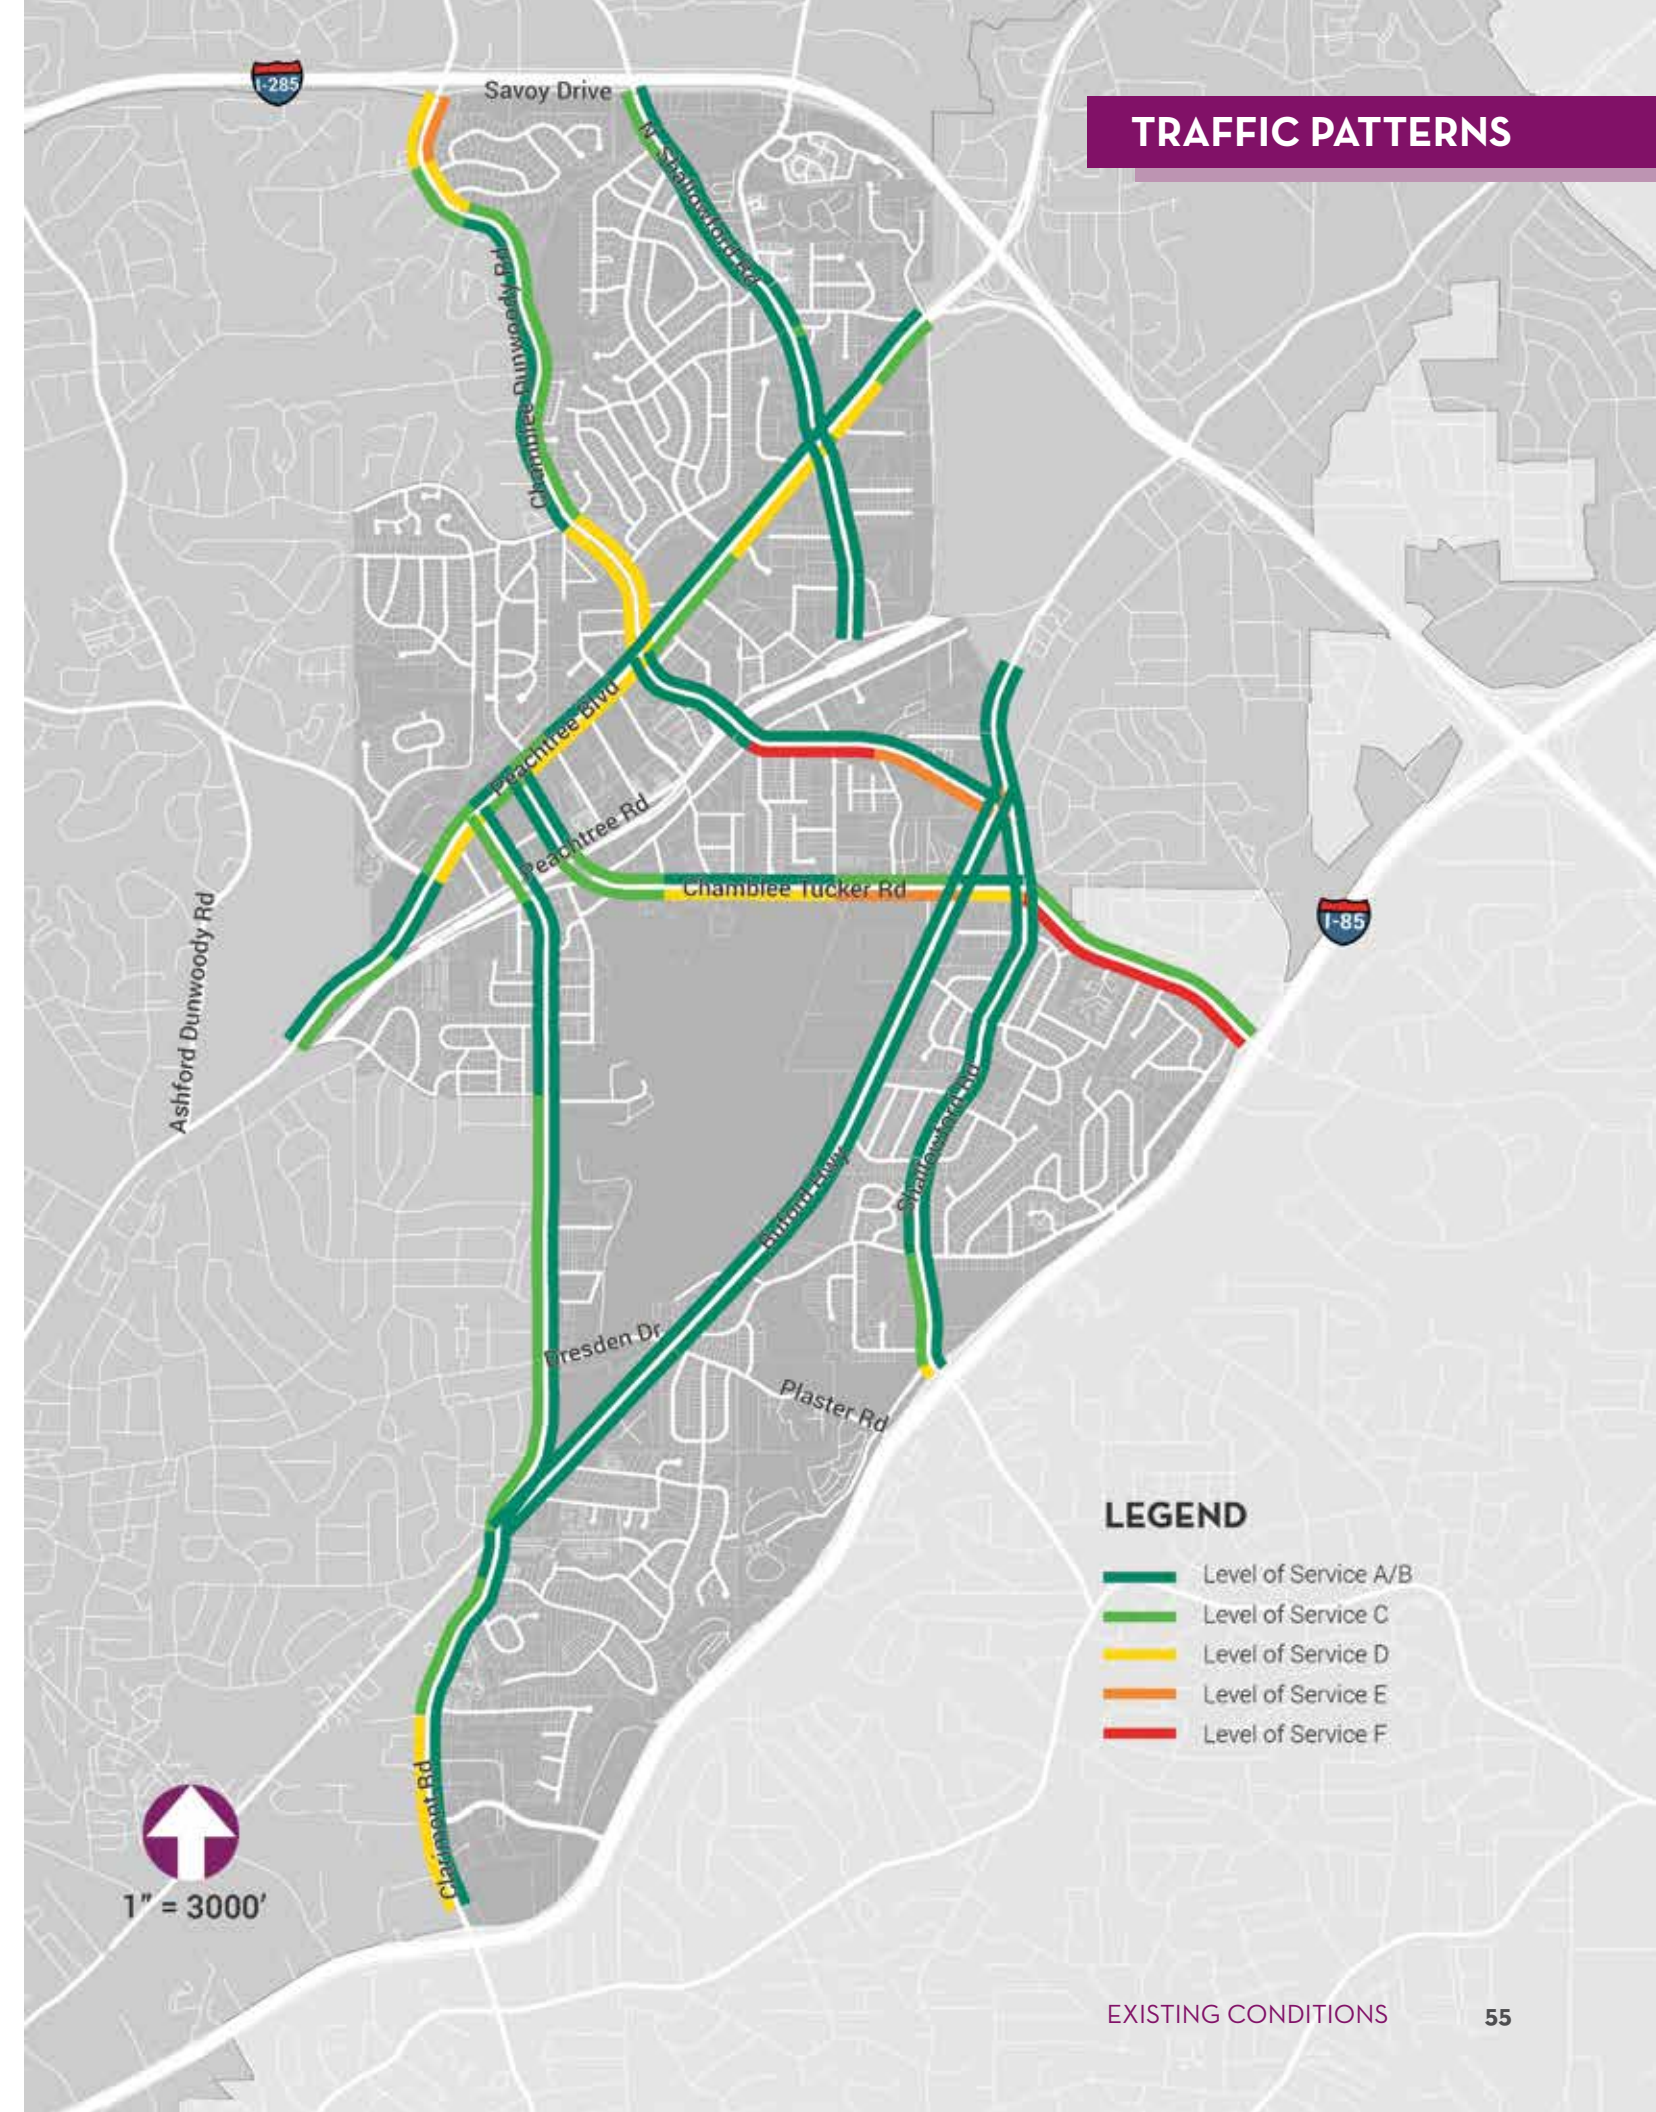 I-285
Savoy Drive
TRAFFIC PATTERNS
N Shallowford Rd
Chamblee Dunwoody Rd
Peachtree Blvd
Peachtree Rd
Chamblee Tucker Rd
I-85
Ashford Dunwoody Rd
Shallowford Rd
Buford Hwy
Dresden Dr
Plaster Rd
LEGEND
Level of Service A/B
Level of Service C
Level of Service D
Level of Service E
Level of Service F
Clairmont Rd
1" = 3000'
EXISTING CONDITIONS 55